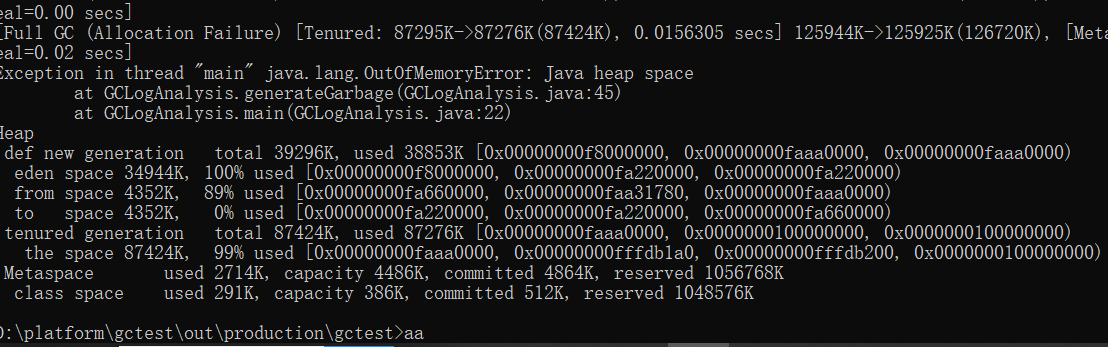 eal=0.00 secs]
[Full GC (Allocation Failure) [Tenured: 87295K->87276K(87424K), 0.0156305 secs] 125944K->125925K(126720K), [Meta
eal=0.02 secs]
Exception in thread "main" java.lang.OutOfMemoryError: Java heap space
at GCLogAnalysis.generateGarbage(GCLogAnalysis.java:45)
at GCLogAnalysis.main(GCLogAnalysis.java:22)
Heap
def new generation total 39296K, used 38853K [0x00000000f8000000, 0x00000000faaa0000, 0x00000000faaa0000)
eden space 34944K, 100% used [0x00000000f8000000, 0x00000000fa220000, 0x00000000fa220000)
from space 4352K, 89% used [0x00000000fa660000, 0x00000000faa31780, 0x00000000faaa0000)
to space 4352K, 0% used [0x00000000fa220000, 0x00000000fa220000, 0x00000000fa660000)
tenured generation total 87424K, used 87276K [0x00000000faaa0000, 0x0000000100000000, 0x0000000100000000)
the space 87424K, 99% used [0x00000000faaa0000, 0x00000000fffdb1a0, 0x00000000fffdb200, 0x0000000100000000)
Metaspace used 2714K, capacity 4486K, committed 4864K, reserved 1056768K
class space used 291K, capacity 386K, committed 512K, reserved 1048576K
D:\platform\gctest\out\production\gctest>aa